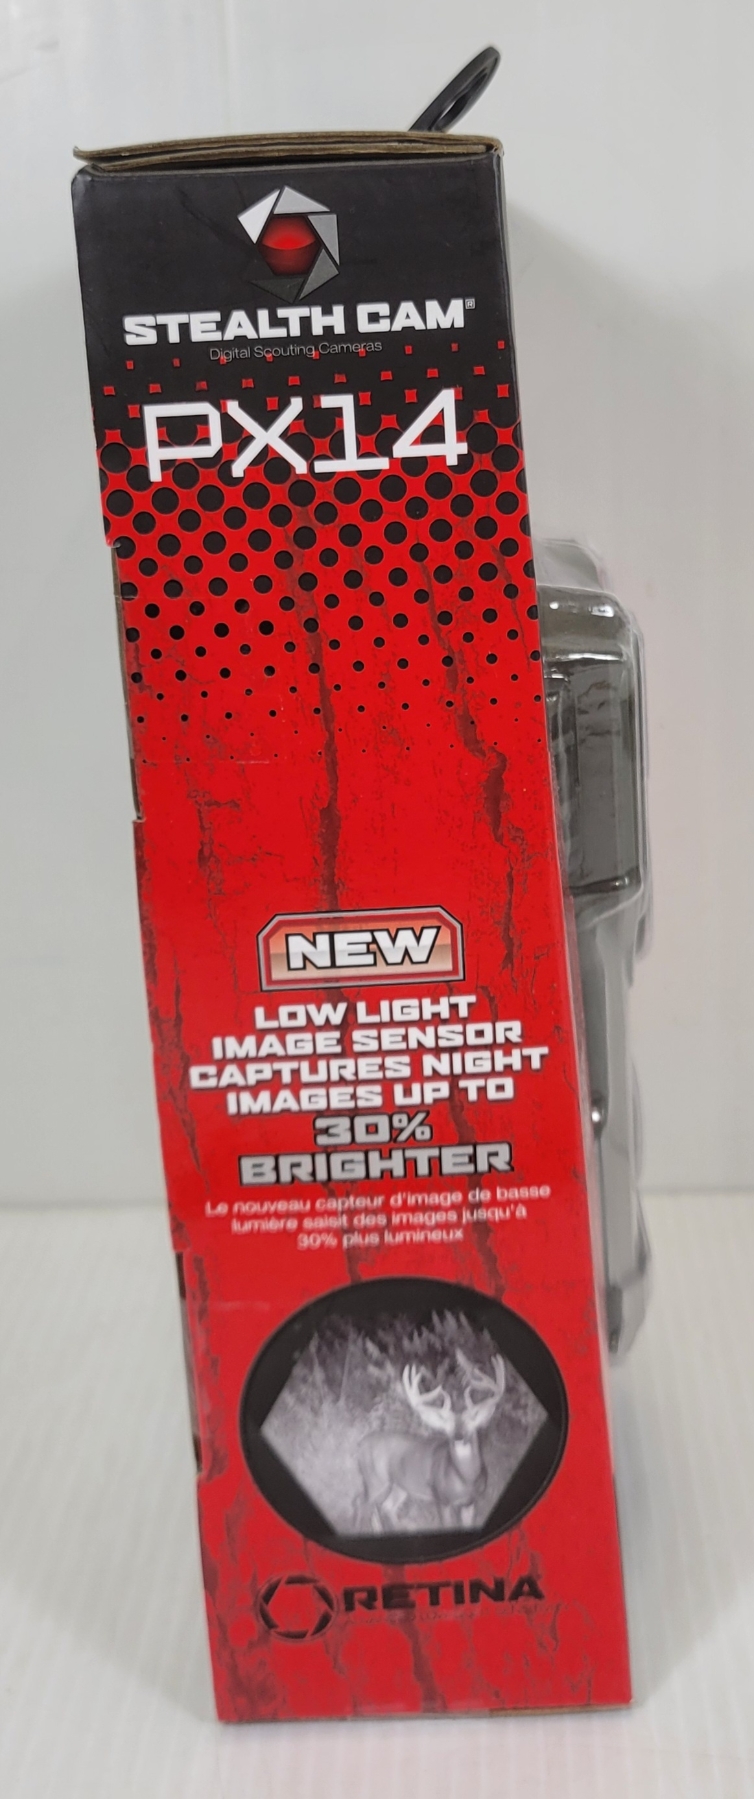 STEALTH CAM®
Digital Scouting Cameras
PX14
NEW
LOW LIGHT
IMAGE SENSOR
CAPTURES NIGHT
IMAGES UP TO
30%
BRIGHTER
Le nouveau capteur d'image de basse
lumière saisit des images jusqu'à
30% plus lumineux
RETINA